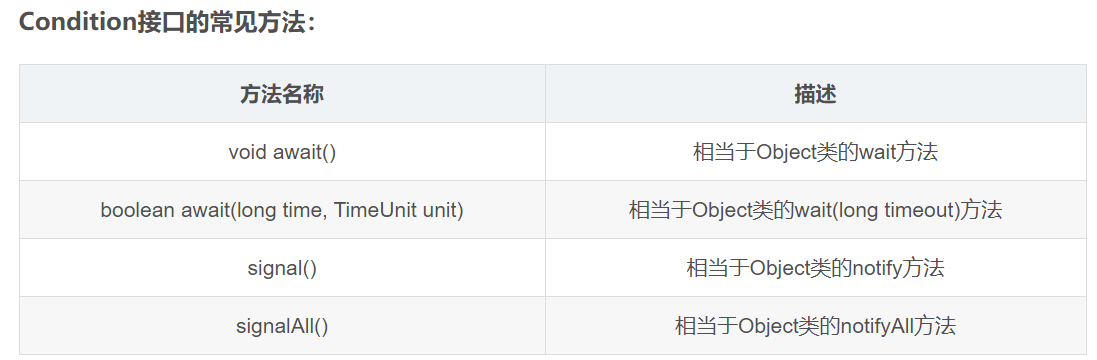 Condition接口的常见方法：
方法名称 描述
void await() 相当于Object类的wait方法
boolean await(long time, TimeUnit unit) 相当于Object类的wait(long timeout)方法
signal() 相当于Object类的notify方法
signalAll() 相当于Object类的notifyAll方法